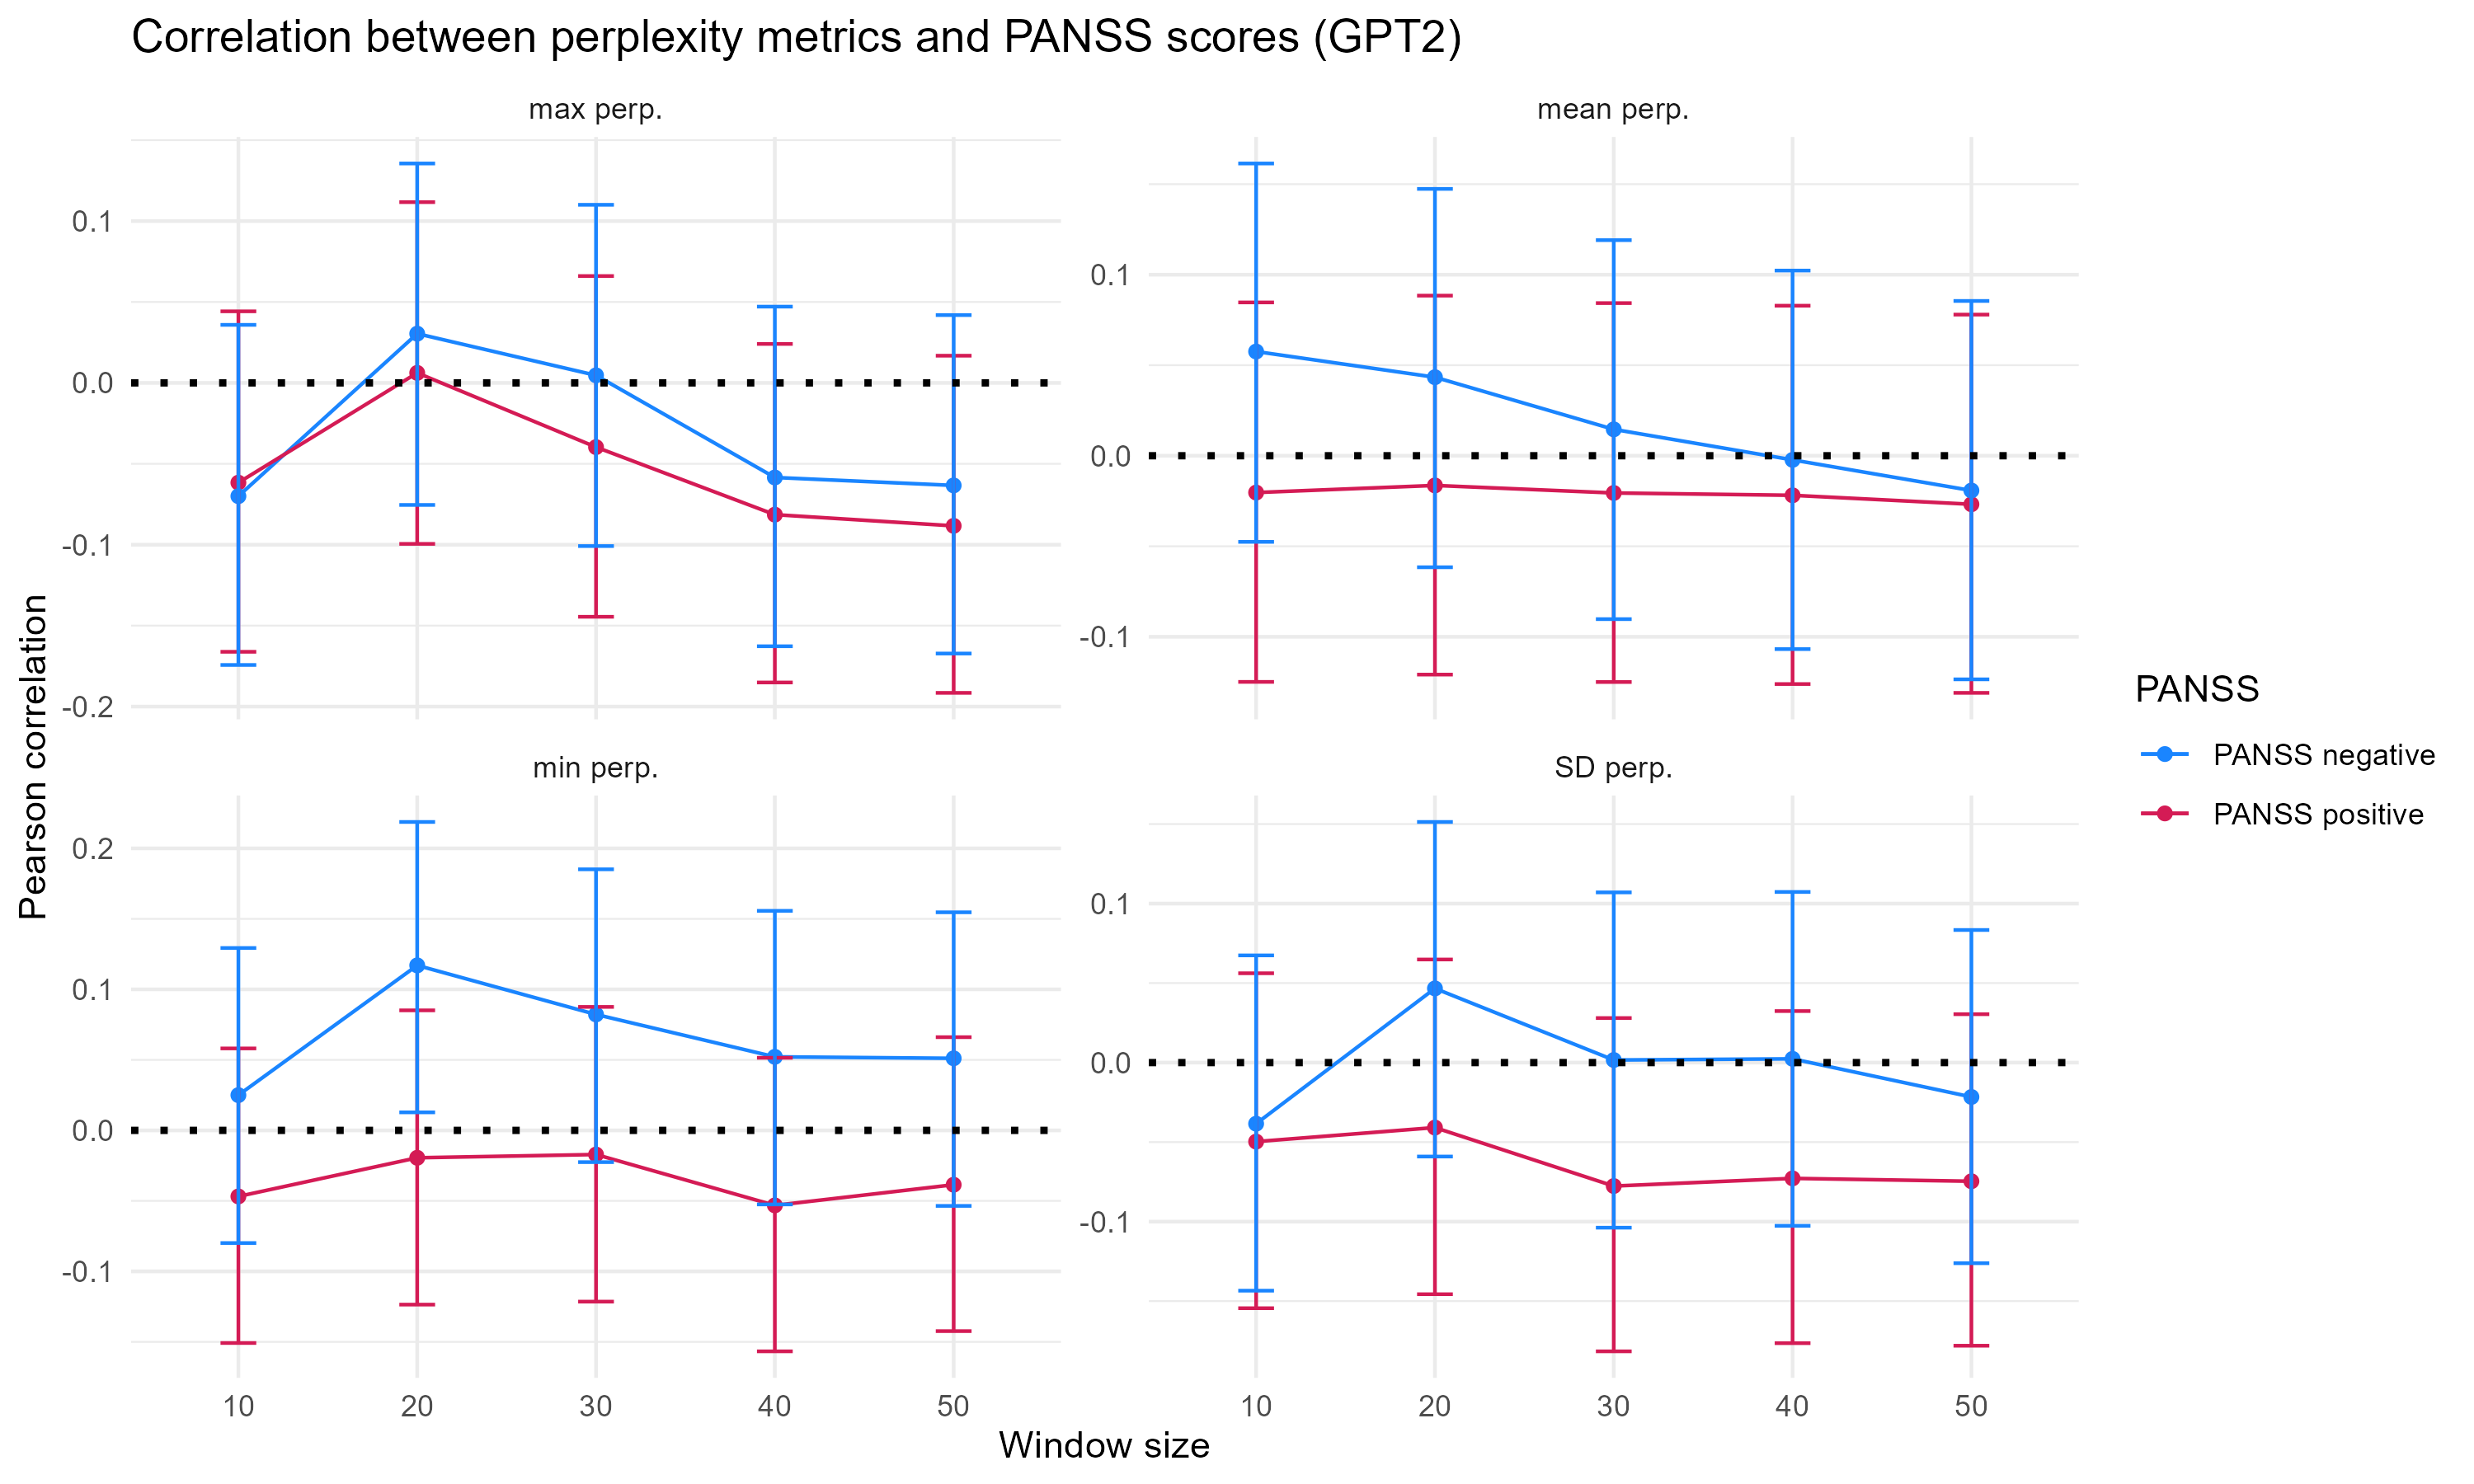 Correlation between perplexity metrics and PANSS scores (GPT2)
max perp.
mean perp.
0.1
0.0
-0.1
-0.2
0.1
0.0
-0.1
min perp.
SD perp.
0.2
0.1
0.0
-0.1
0.1
0.0
-0.1
10 20 30 40 50
10 20 30 40 50
Window size
Pearson correlation
PANSS
PANSS negative
PANSS positive